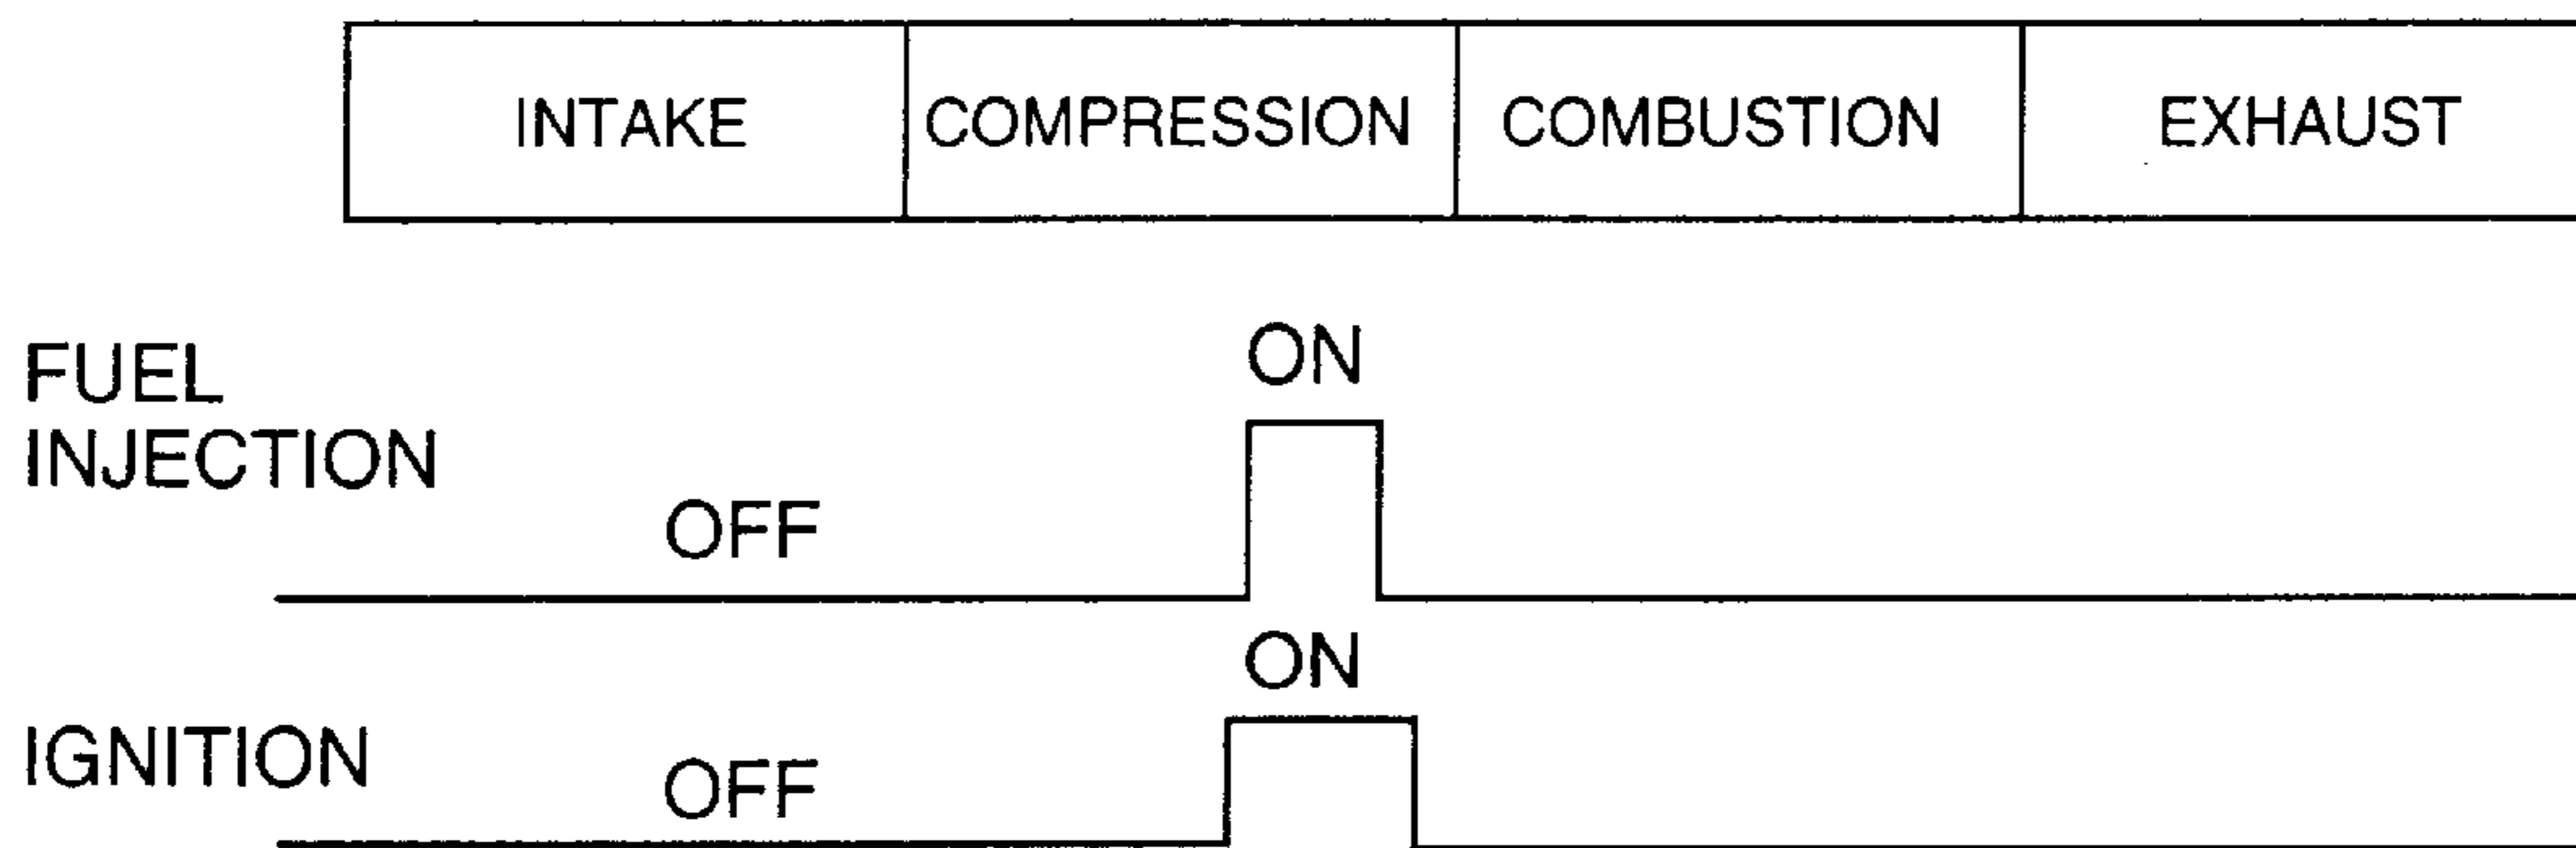 INTAKE COMPRESSION COMBUSTION EXHAUST
ON
FUEL
INJECTION
OFF
ON
IGNITION
OFF